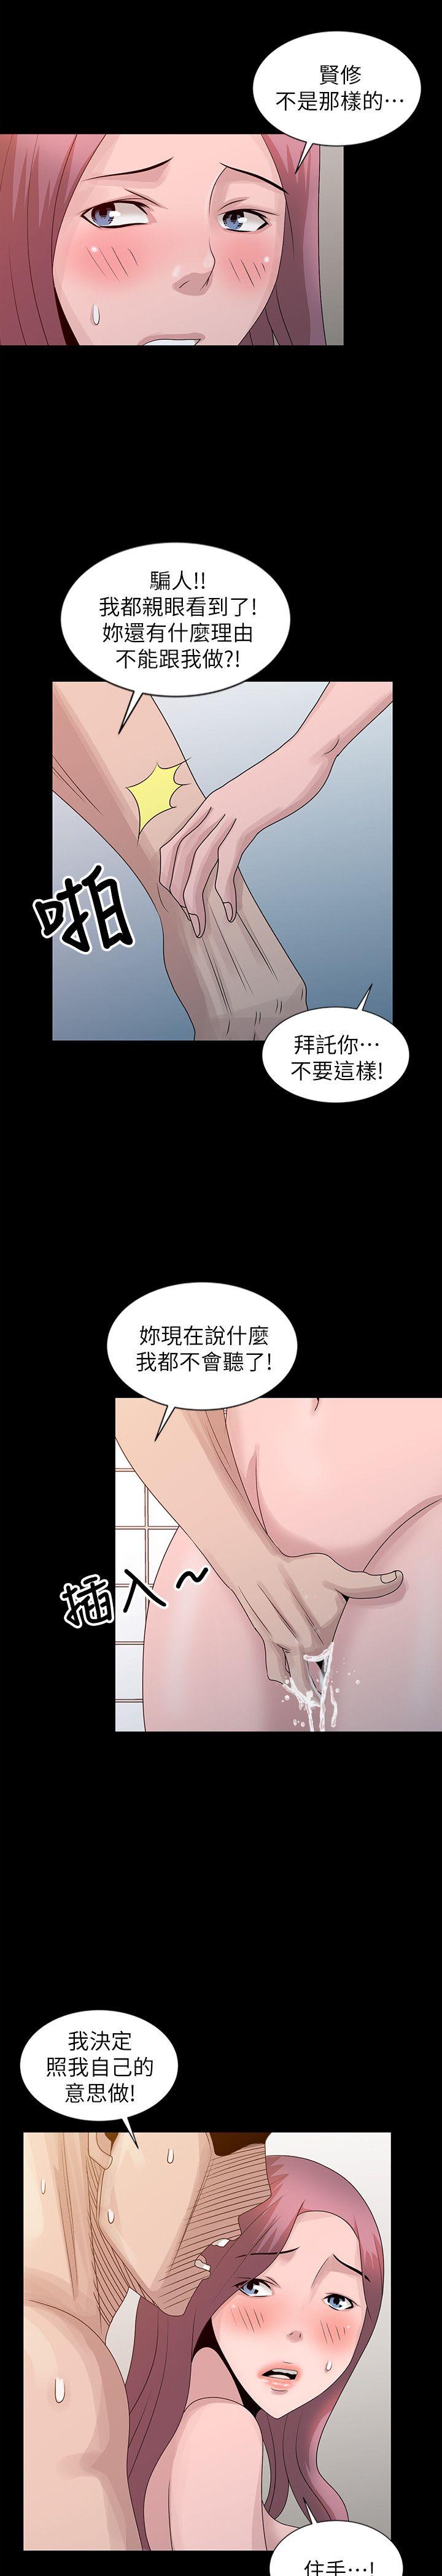 賢修
不是那樣的…
騙人!!
我都親眼看到了!
妳還有什麼理由
不能跟我做?!
啪
拜託你…
不要這樣!
妳現在說什麼
我都不會聽了!
插入~
我決定
照我自己的
意思做!
住手…!